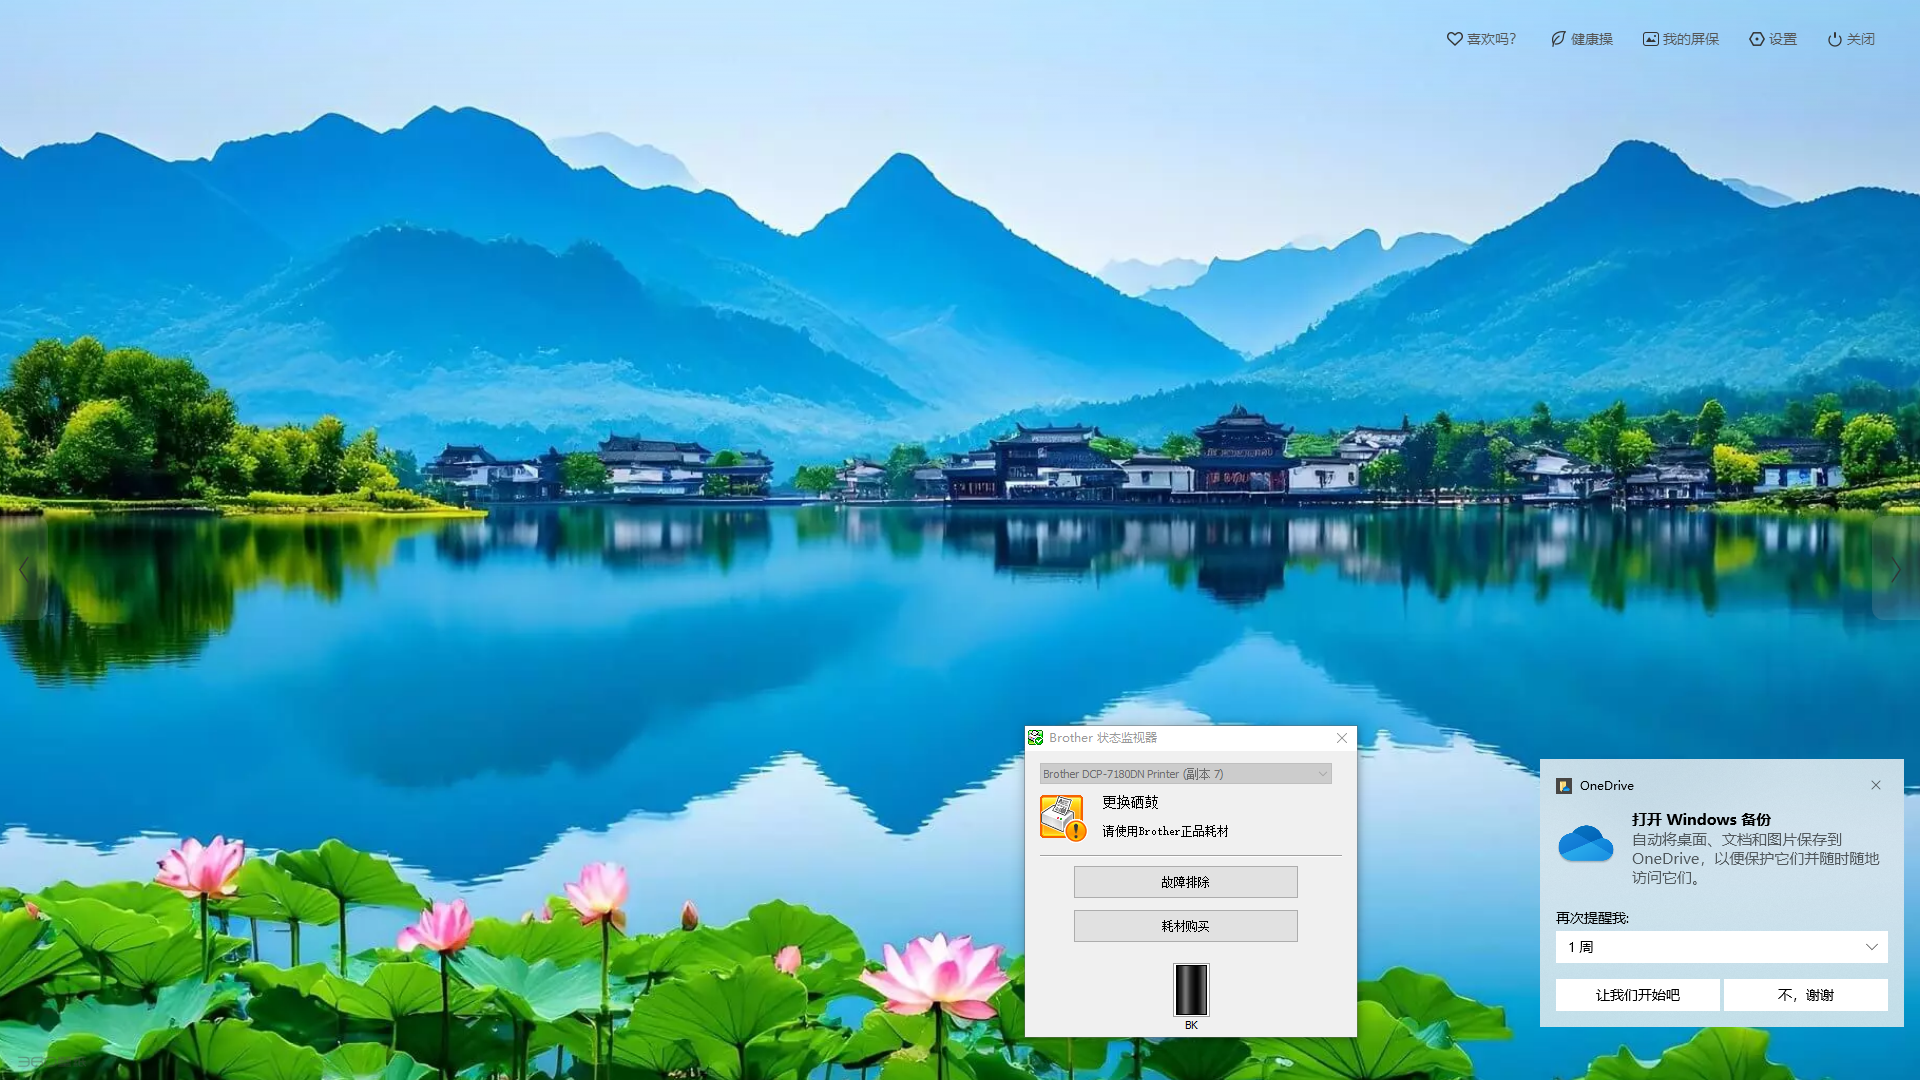 喜欢吗?
健康操
我的屏保
设置
关闭
Brother 状态监视器
Brother DCP-7180DN Printer (副本 7)
更换硒鼓
请使用Brother正品耗材
故障排除
耗材购买
BK
OneDrive
打开 Windows 备份
自动将桌面、文档和图片保存到
OneDrive，以便保护它们并随时随地
访问它们。
再次提醒我:
1 周
让我们开始吧
不，谢谢